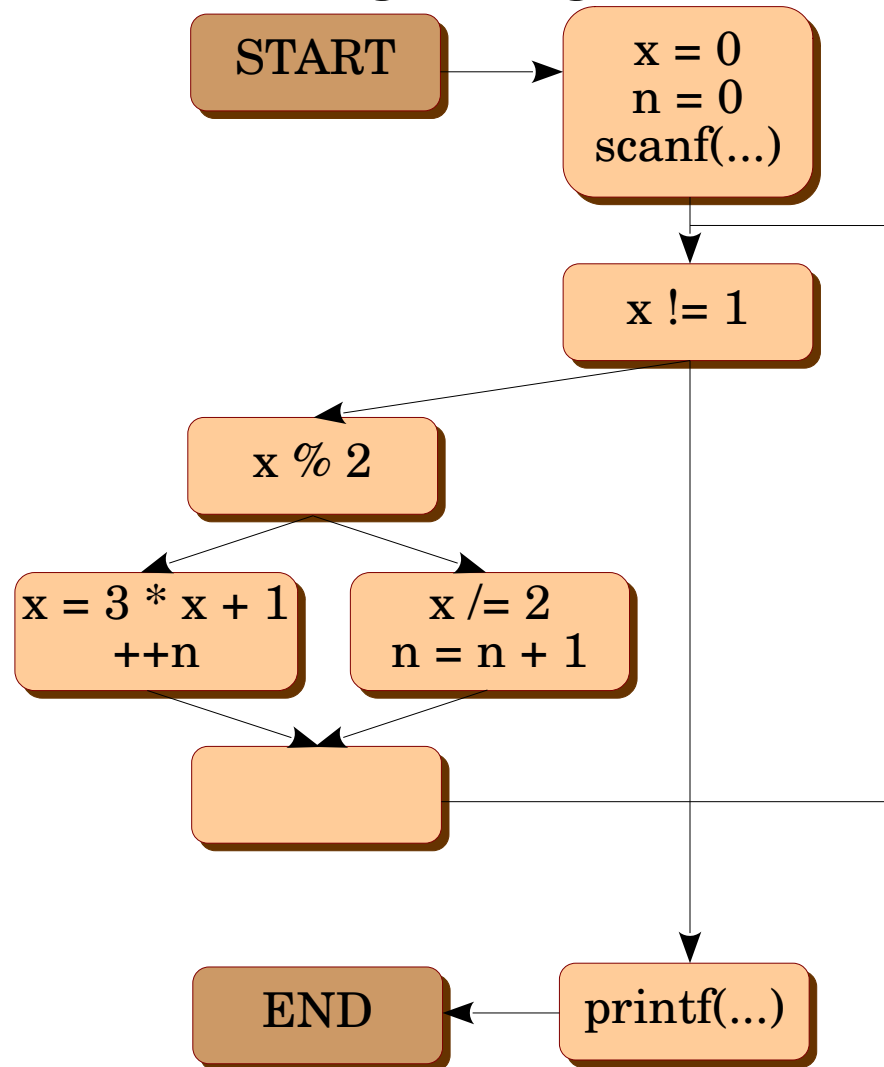 START
x = 0
n = 0
scanf(...)
x != 1
x % 2
x = 3 * x + 1
++n
x /= 2
n = n + 1
END
printf(...)